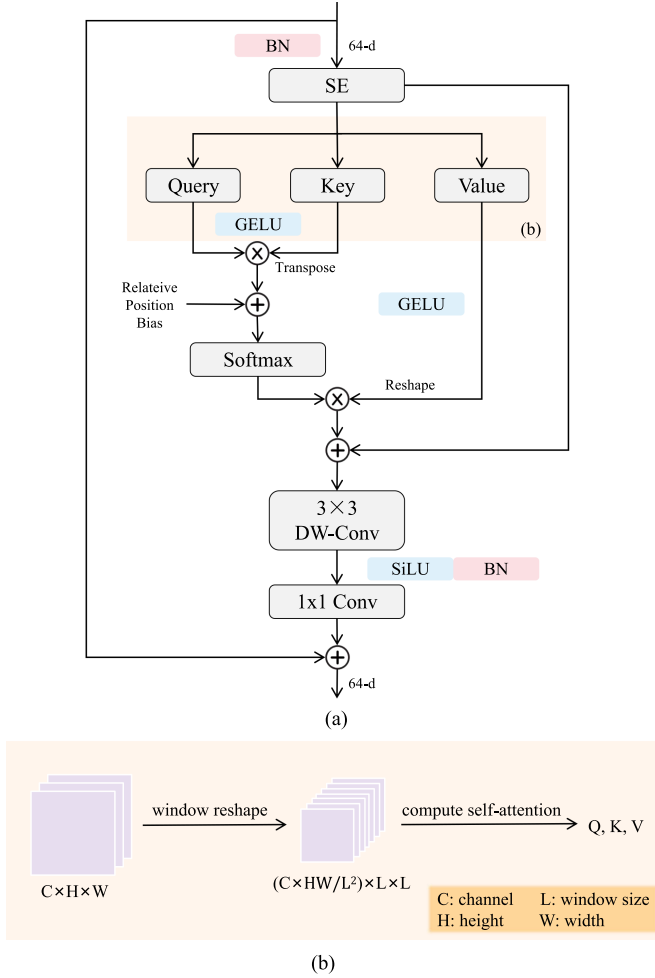 BN
64-d
SE
Query
Key
Value
GELU
(b)
Transpose
Relateive
Position
Bias
GELU
Softmax
Reshape
3×3
DW-Conv
SiLU
BN
1x1 Conv
64-d
(a)
window reshape
compute self-attention
Q, K, V
C×H×W
(C×HW/L²)×L×L
C: channel L: window size
H: height W: width
(b)